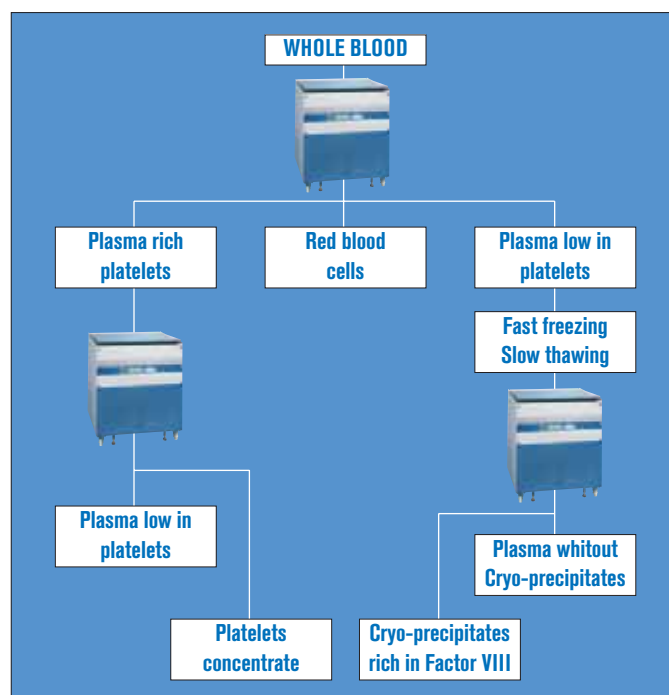 WHOLE BLOOD
Plasma rich
platelets
Red blood
cells
Plasma low in
platelets
Fast freezing
Slow thawing
Plasma low in
platelets
Plasma whitout
Cryo-precipitates
Platelets
concentrate
Cryo-precipitates
rich in Factor VIII